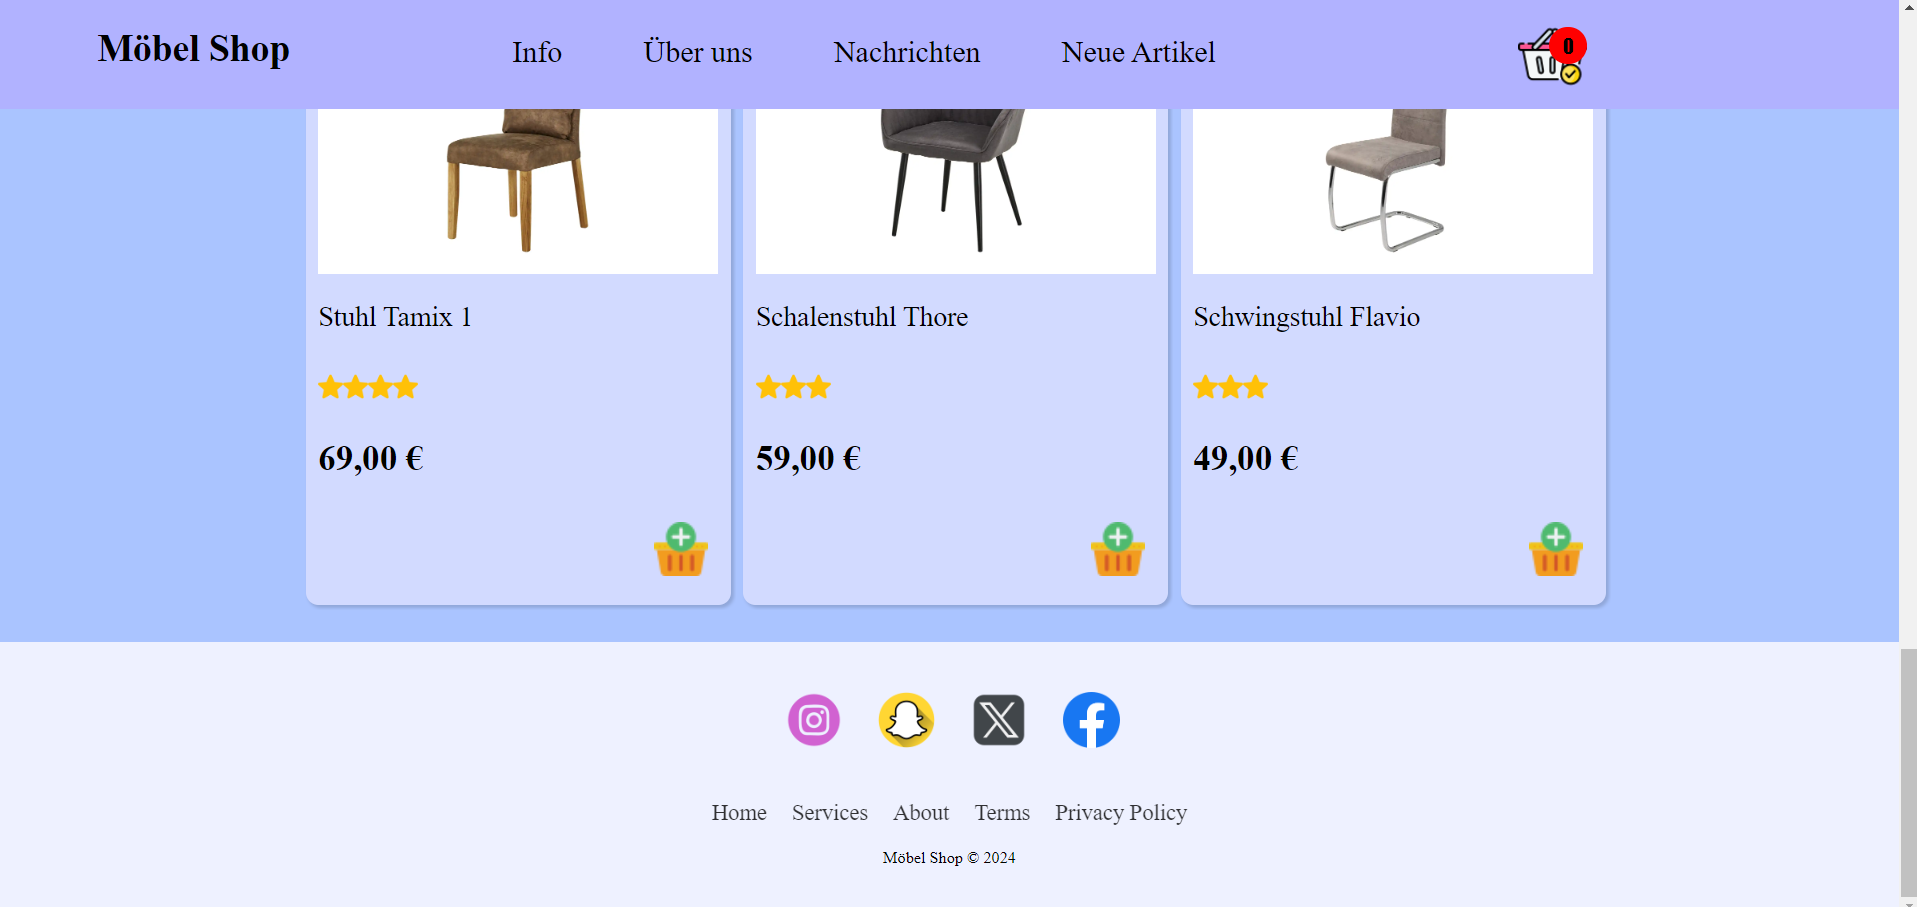 Möbel Shop Info Über uns Nachrichten Neue Artikel 0
Stuhl Tamix 1 Schalenstuhl Thore Schwingstuhl Flavio
69,00 € 59,00 € 49,00 €
Home Services About Terms Privacy Policy
Möbel Shop © 2024